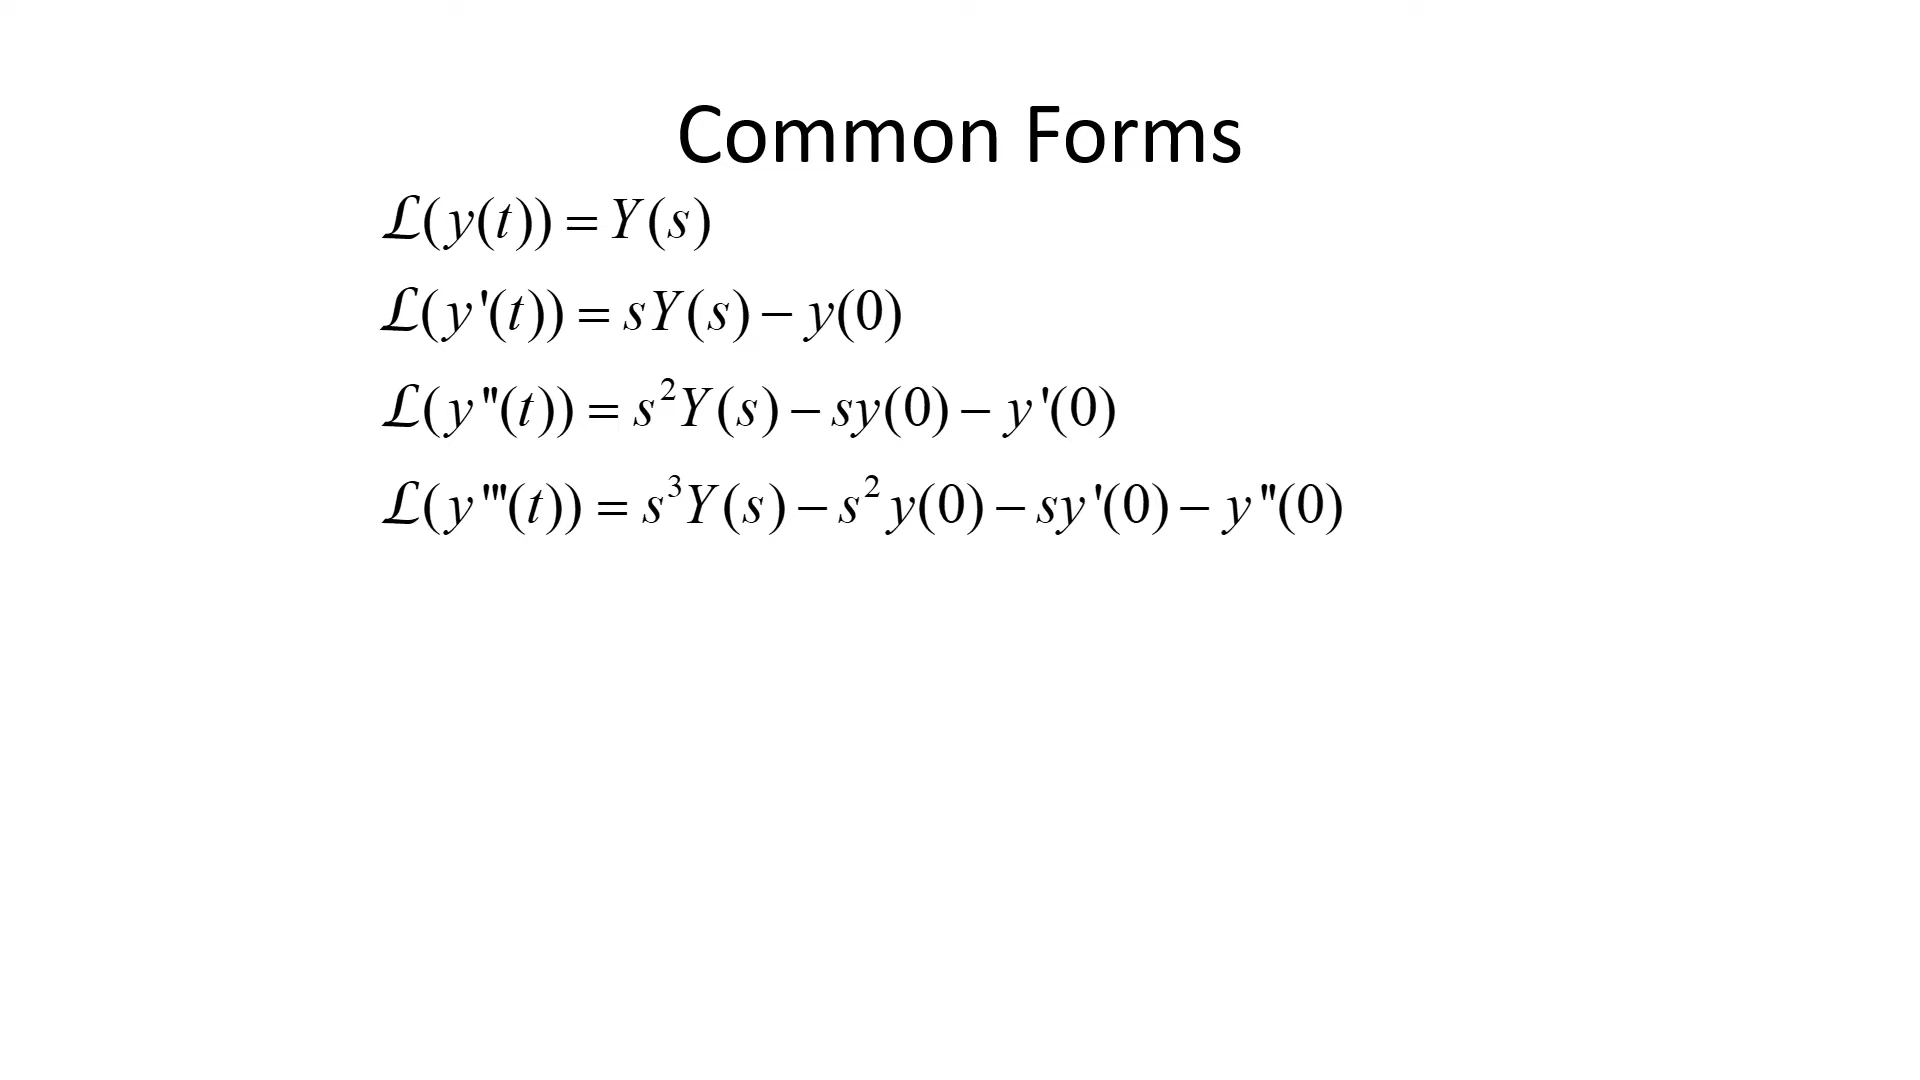 Common Forms
ℒ(y(t)) = Y(s)
ℒ(y'(t)) = sY(s) − y(0)
ℒ(y''(t)) = s²Y(s) − sy(0) − y'(0)
ℒ(y'''(t)) = s³Y(s) − s²y(0) − sy'(0) − y''(0)